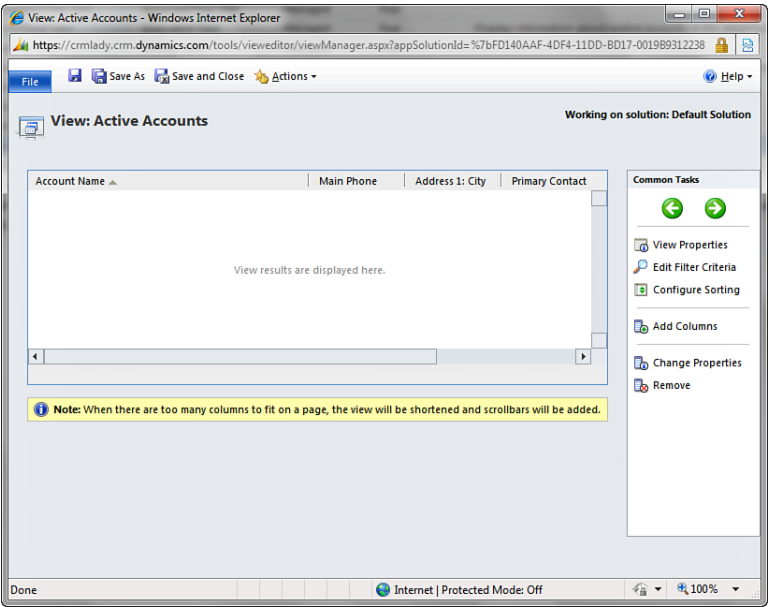 View: Active Accounts - Windows Internet Explorer
https://crmlady.crm.dynamics.com/tools/vieweditor/viewManager.aspx?appSolutionId=%7bFD140AAF-4DF4-11DD-BD17-0019B9312238
File Save As Save and Close Actions Help
View: Active Accounts
Working on solution: Default Solution
Account Name Main Phone Address 1: City Primary Contact
View results are displayed here.
Note: When there are too many columns to fit on a page, the view will be shortened and scrollbars will be added.
Common Tasks
View Properties
Edit Filter Criteria
Configure Sorting
Add Columns
Change Properties
Remove
Done Internet | Protected Mode: Off 100%